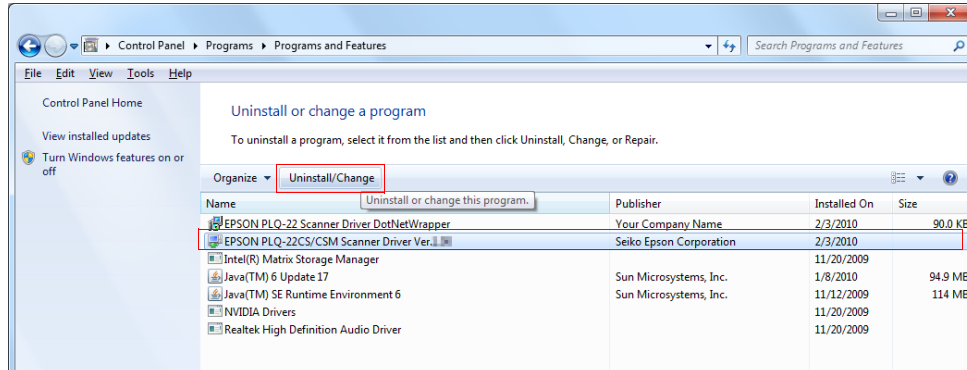 Control Panel Programs Programs and Features Search Programs and Features
File Edit View Tools Help
Control Panel Home
View installed updates
Turn Windows features on or
off
Uninstall or change a program
To uninstall a program, select it from the list and then click Uninstall, Change, or Repair.
Organize Uninstall/Change
Uninstall or change this program.
Name Publisher Installed On Size
EPSON PLQ-22 Scanner Driver DotNetWrapper Your Company Name 2/3/2010 90.0 KB
EPSON PLQ-22CS/CSM Scanner Driver Ver. Seiko Epson Corporation 2/3/2010
Intel(R) Matrix Storage Manager 11/20/2009
Java(TM) 6 Update 17 Sun Microsystems, Inc. 1/8/2010 94.9 MB
Java(TM) SE Runtime Environment 6 Sun Microsystems, Inc. 11/12/2009 114 MB
NVIDIA Drivers 11/20/2009
Realtek High Definition Audio Driver 11/20/2009